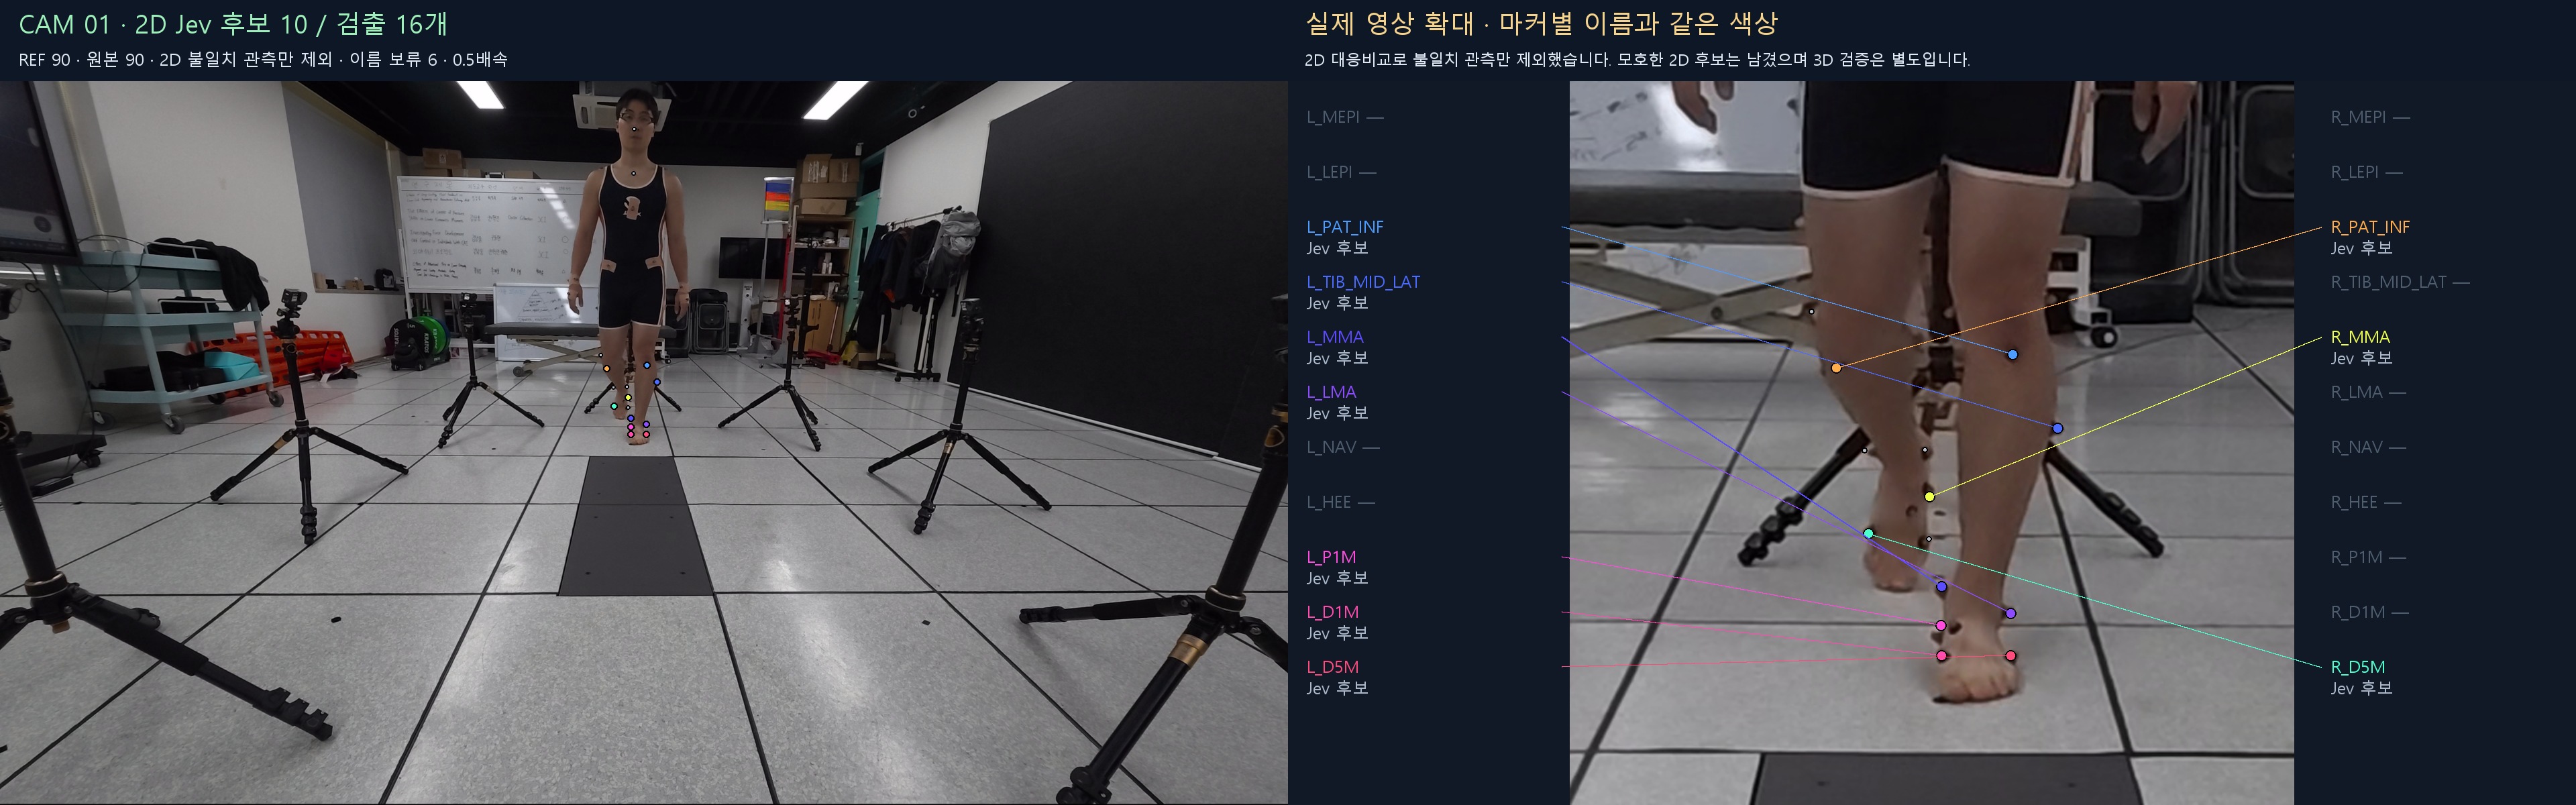 CAM 01 · 2D Jev 후보 10 / 검출 16개
REF 90 · 원본 90 · 2D 불일치 관측만 제외 · 이름 보류 6 · 0.5배속
실제 영상 확대 · 마커별 이름과 같은 색상
2D 대응비교로 불일치 관측만 제외했습니다. 모호한 2D 후보는 남겼으며 3D 검증은 별도입니다.
L_MEPI —
L_LEPI —
L_PAT_INF
Jev 후보
L_TIB_MID_LAT
Jev 후보
L_MMA
Jev 후보
L_LMA
Jev 후보
L_NAV —
L_HEE —
L_P1M
Jev 후보
L_D1M
Jev 후보
L_D5M
Jev 후보
R_MEPI —
R_LEPI —
R_PAT_INF
Jev 후보
R_TIB_MID_LAT —
R_MMA
Jev 후보
R_LMA —
R_NAV —
R_HEE —
R_P1M —
R_D1M —
R_D5M
Jev 후보